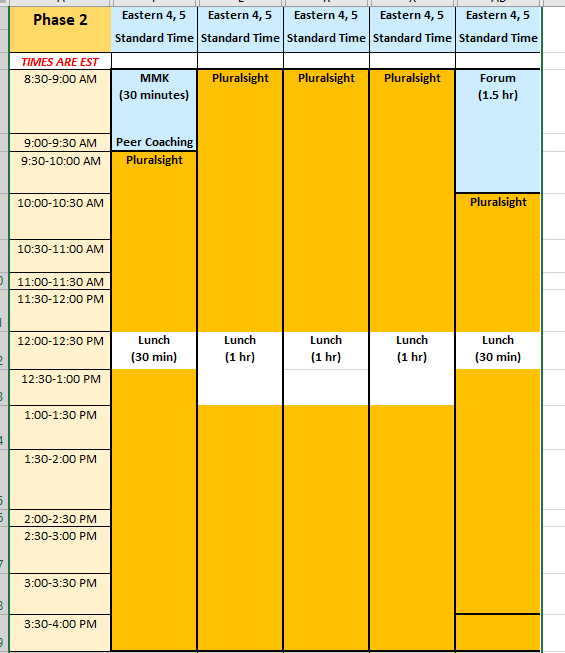 Phase 2 Eastern 4, 5 Eastern 4, 5 Eastern 4, 5 Eastern 4, 5 Eastern 4, 5
Standard Time Standard Time Standard Time Standard Time Standard Time
TIMES ARE EST
8:30-9:00 AM MMK Pluralsight Pluralsight Pluralsight Forum
(30 minutes) (1.5 hr)
9:00-9:30 AM Peer Coaching
9:30-10:00 AM Pluralsight
10:00-10:30 AM Pluralsight
10:30-11:00 AM
11:00-11:30 AM
11:30-12:00 PM
12:00-12:30 PM Lunch Lunch Lunch Lunch Lunch
(30 min) (1 hr) (1 hr) (1 hr) (30 min)
12:30-1:00 PM
1:00-1:30 PM
1:30-2:00 PM
2:00-2:30 PM
2:30-3:00 PM
3:00-3:30 PM
3:30-4:00 PM